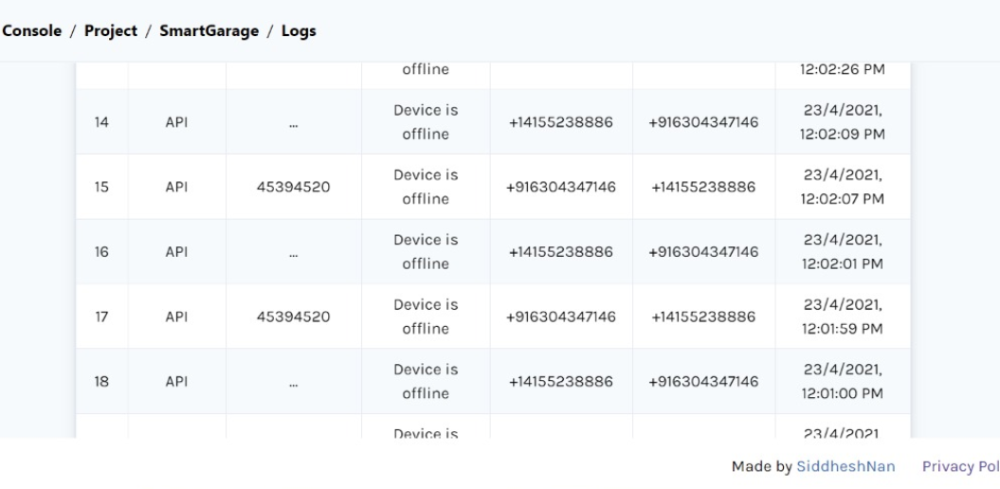 Console / Project / SmartGarage / Logs
offline 12:02:26 PM
14 API ... Device is offline +14155238886 +916304347146 23/4/2021, 12:02:09 PM
15 API 45394520 Device is offline +916304347146 +14155238886 23/4/2021, 12:02:07 PM
16 API ... Device is offline +14155238886 +916304347146 23/4/2021, 12:02:01 PM
17 API 45394520 Device is offline +916304347146 +14155238886 23/4/2021, 12:01:59 PM
18 API ... Device is offline +14155238886 +916304347146 23/4/2021, 12:01:00 PM
Device is 23/4/2021
Made by SiddheshNan Privacy Pol